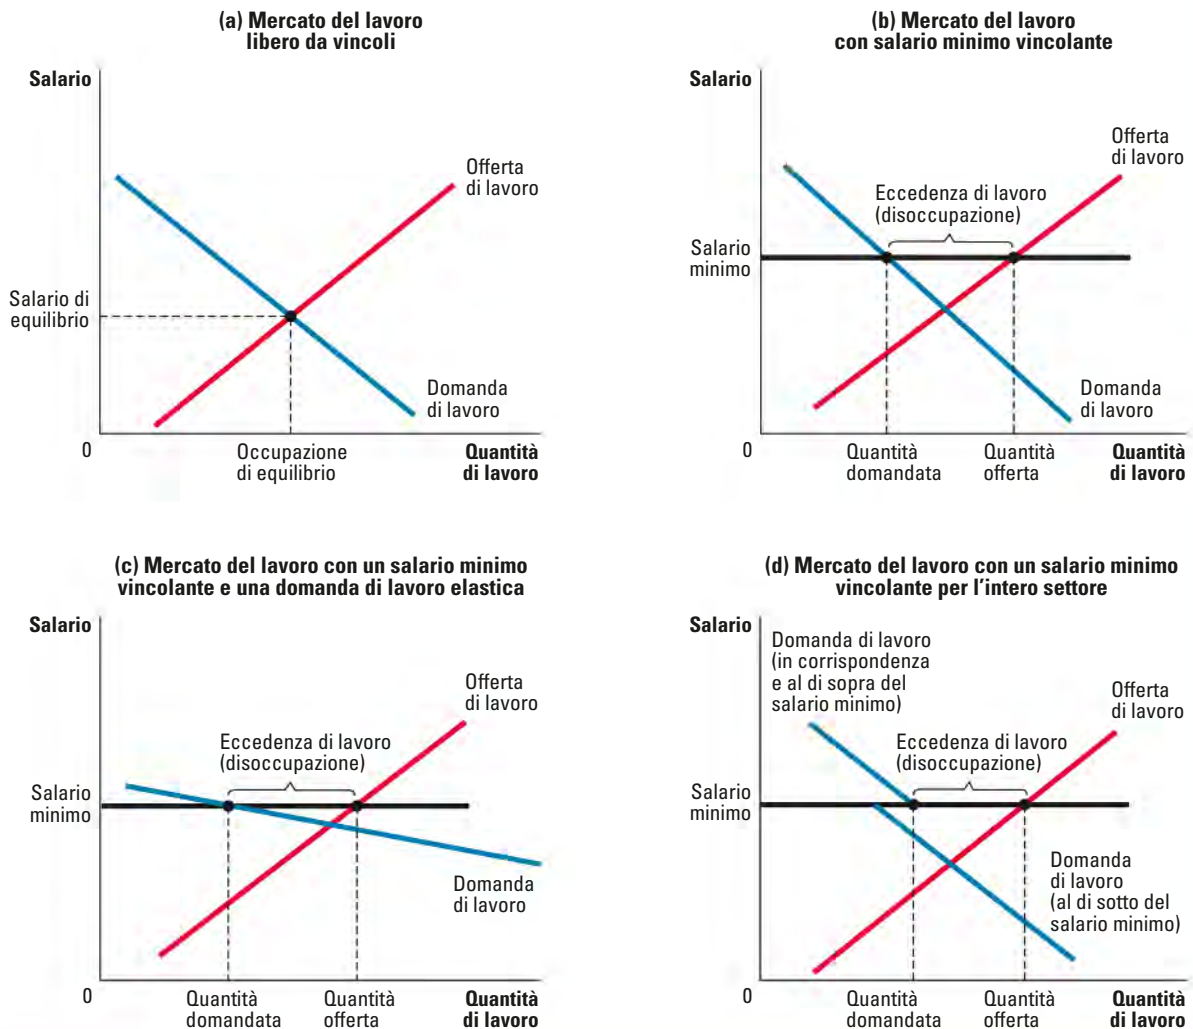 (a) Mercato del lavoro
libero da vincoli
Salario
Offerta
di lavoro
Salario di
equilibrio
Domanda
di lavoro
0
Occupazione
di equilibrio
Quantità
di lavoro
(b) Mercato del lavoro
con salario minimo vincolante
Salario
Offerta
di lavoro
Eccedenza di lavoro
(disoccupazione)
Salario
minimo
Domanda
di lavoro
0
Quantità
domandata
Quantità
offerta
Quantità
di lavoro
(c) Mercato del lavoro con un salario minimo
vincolante e una domanda di lavoro elastica
Salario
Offerta
di lavoro
Eccedenza di lavoro
(disoccupazione)
Salario
minimo
Domanda
di lavoro
0
Quantità
domandata
Quantità
offerta
Quantità
di lavoro
(d) Mercato del lavoro con un salario minimo
vincolante per l'intero settore
Salario
Domanda di lavoro
(in corrispondenza
e al di sopra del
salario minimo)
Offerta
di lavoro
Eccedenza di lavoro
(disoccupazione)
Salario
minimo
Domanda
di lavoro
(al di sotto del
salario minimo)
0
Quantità
domandata
Quantità
offerta
Quantità
di lavoro